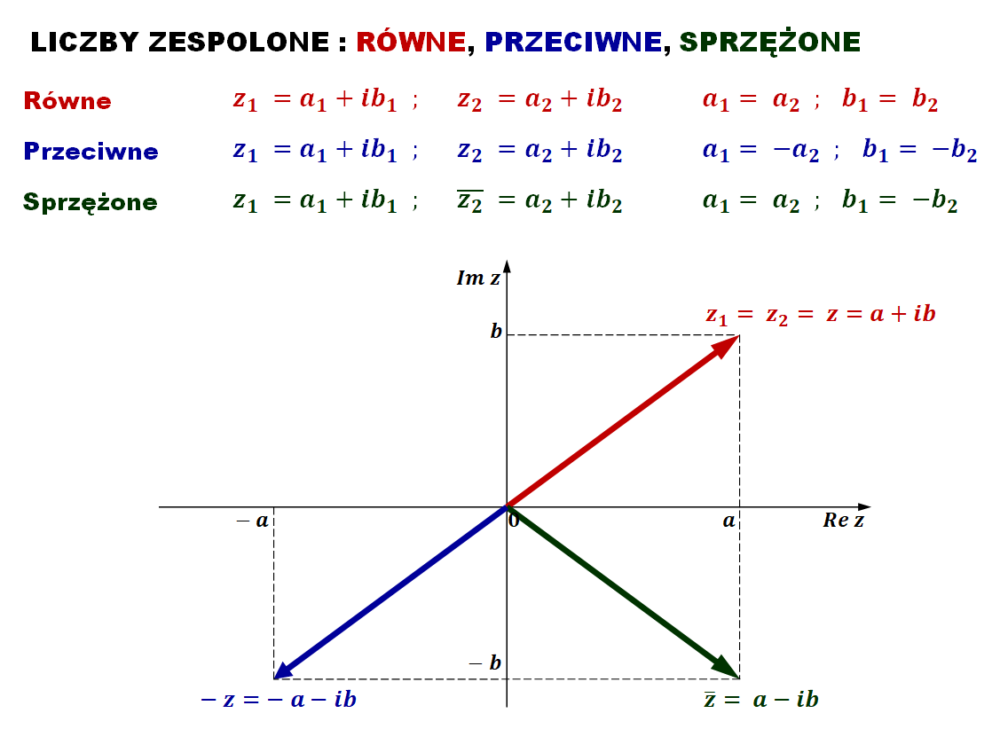 LICZBY ZESPOLONE : RÓWNE, PRZECIWNE, SPRZĘŻONE
Równe z₁ = a₁ + ib₁ ; z₂ = a₂ + ib₂ a₁ = a₂ ; b₁ = b₂
Przeciwne z₁ = a₁ + ib₁ ; z₂ = a₂ + ib₂ a₁ = −a₂ ; b₁ = −b₂
Sprzężone z₁ = a₁ + ib₁ ; z̅₂ = a₂ + ib₂ a₁ = a₂ ; b₁ = −b₂
Im z
z₁ = z₂ = z = a + ib
b
− a
0
a
Re z
− b
− z = − a − ib
z̅ = a − ib